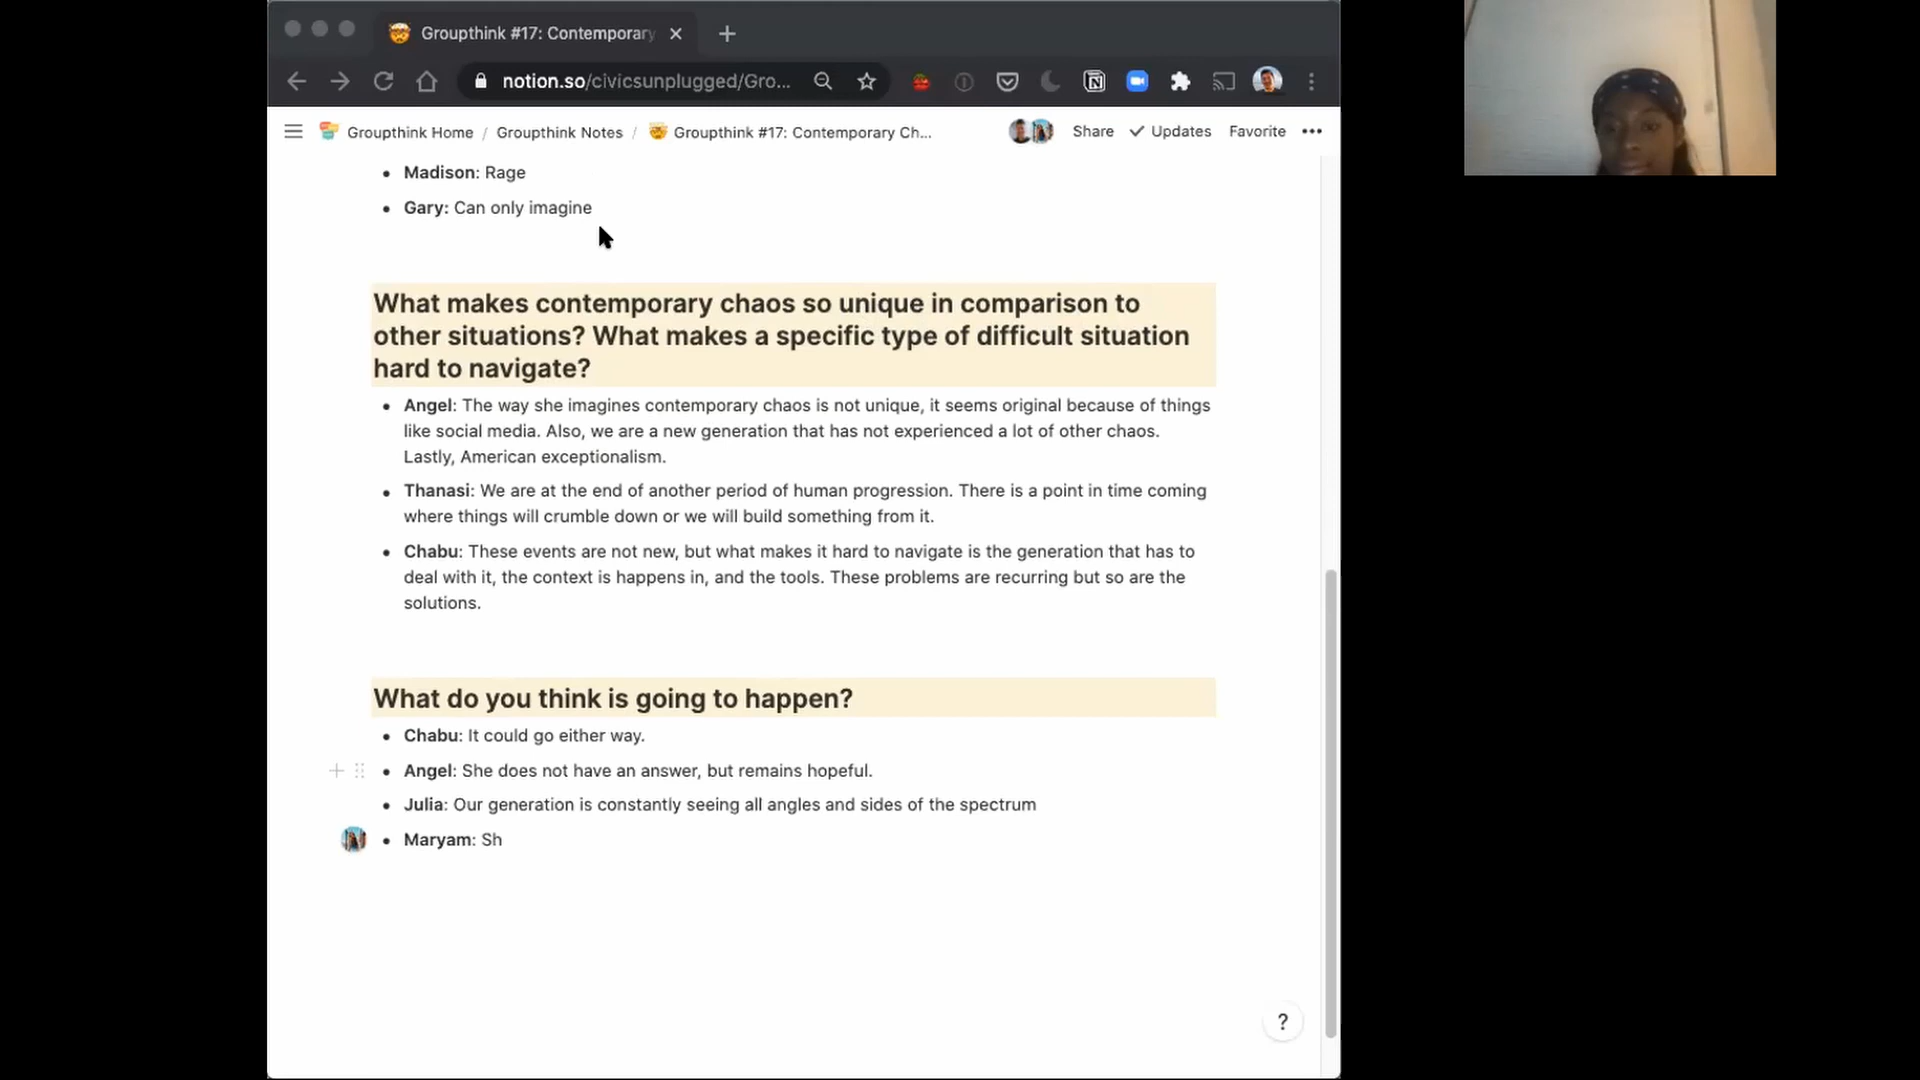 Groupthink #17: Contemporary
notion.so/civicsunplugged/Gro...
Groupthink Home / Groupthink Notes / Groupthink #17: Contemporary Ch... Share Updates Favorite
Madison: Rage
Gary: Can only imagine
What makes contemporary chaos so unique in comparison to
other situations? What makes a specific type of difficult situation
hard to navigate?
Angel: The way she imagines contemporary chaos is not unique, it seems original because of things
like social media. Also, we are a new generation that has not experienced a lot of other chaos.
Lastly, American exceptionalism.
Thanasi: We are at the end of another period of human progression. There is a point in time coming
where things will crumble down or we will build something from it.
Chabu: These events are not new, but what makes it hard to navigate is the generation that has to
deal with it, the context is happens in, and the tools. These problems are recurring but so are the
solutions.
What do you think is going to happen?
Chabu: It could go either way.
Angel: She does not have an answer, but remains hopeful.
Julia: Our generation is constantly seeing all angles and sides of the spectrum
Maryam: Sh
?